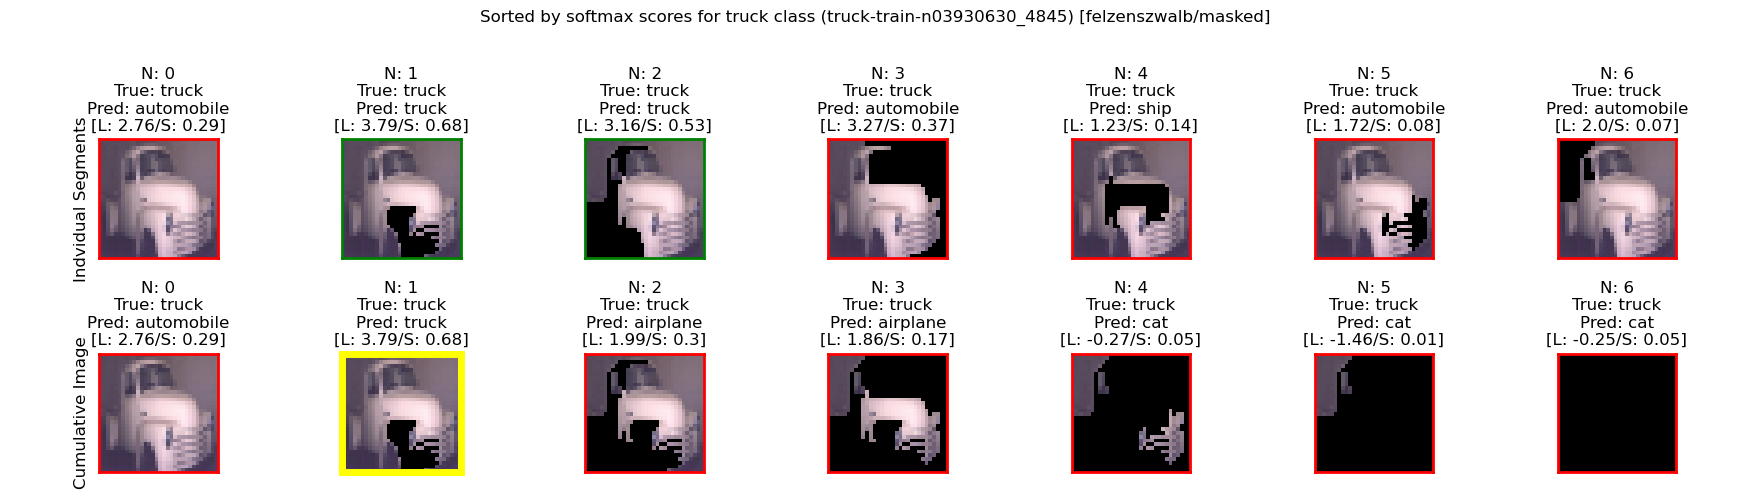 Sorted by softmax scores for truck class (truck-train-n03930630_4845) [felzenszwalb/masked]
Indvidual Segments
N: 0
True: truck
Pred: automobile
[L: 2.76/S: 0.29]
N: 1
True: truck
Pred: truck
[L: 3.79/S: 0.68]
N: 2
True: truck
Pred: truck
[L: 3.16/S: 0.53]
N: 3
True: truck
Pred: automobile
[L: 3.27/S: 0.37]
N: 4
True: truck
Pred: ship
[L: 1.23/S: 0.14]
N: 5
True: truck
Pred: automobile
[L: 1.72/S: 0.08]
N: 6
True: truck
Pred: automobile
[L: 2.0/S: 0.07]
Cumulative Image
N: 0
True: truck
Pred: automobile
[L: 2.76/S: 0.29]
N: 1
True: truck
Pred: truck
[L: 3.79/S: 0.68]
N: 2
True: truck
Pred: airplane
[L: 1.99/S: 0.3]
N: 3
True: truck
Pred: airplane
[L: 1.86/S: 0.17]
N: 4
True: truck
Pred: cat
[L: -0.27/S: 0.05]
N: 5
True: truck
Pred: cat
[L: -1.46/S: 0.01]
N: 6
True: truck
Pred: cat
[L: -0.25/S: 0.05]